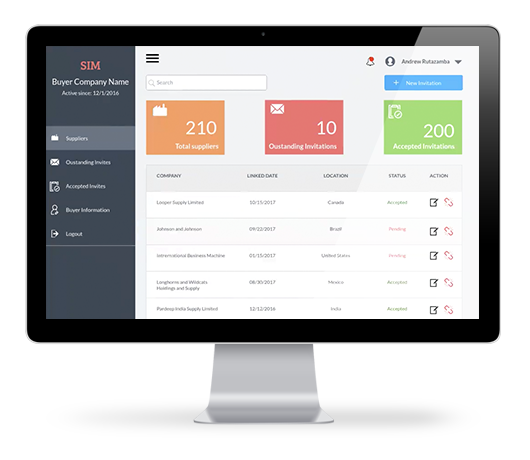 SIM
Buyer Company Name
Active since: 12/1/2016
Suppliers
Oustanding Invites
Accepted Invites
Buyer Information
Logout
Andrew Rutazamba
Search
+ New Invitation
210
Total suppliers
10
Oustanding Invitations
200
Accepted Invitations
COMPANY LINKED DATE LOCATION STATUS ACTION
Losper Supply Limited 10/15/2017 Canada Accepted
Johnson and Johnson 09/22/2017 Brazil Pending
International Business Machine 01/15/2017 United States Pending
Longhorns and Wildcats 08/30/2017 Mexico Accepted
Holdings and Supply
Pardeep India Supply Limited 12/12/2016 India Accepted